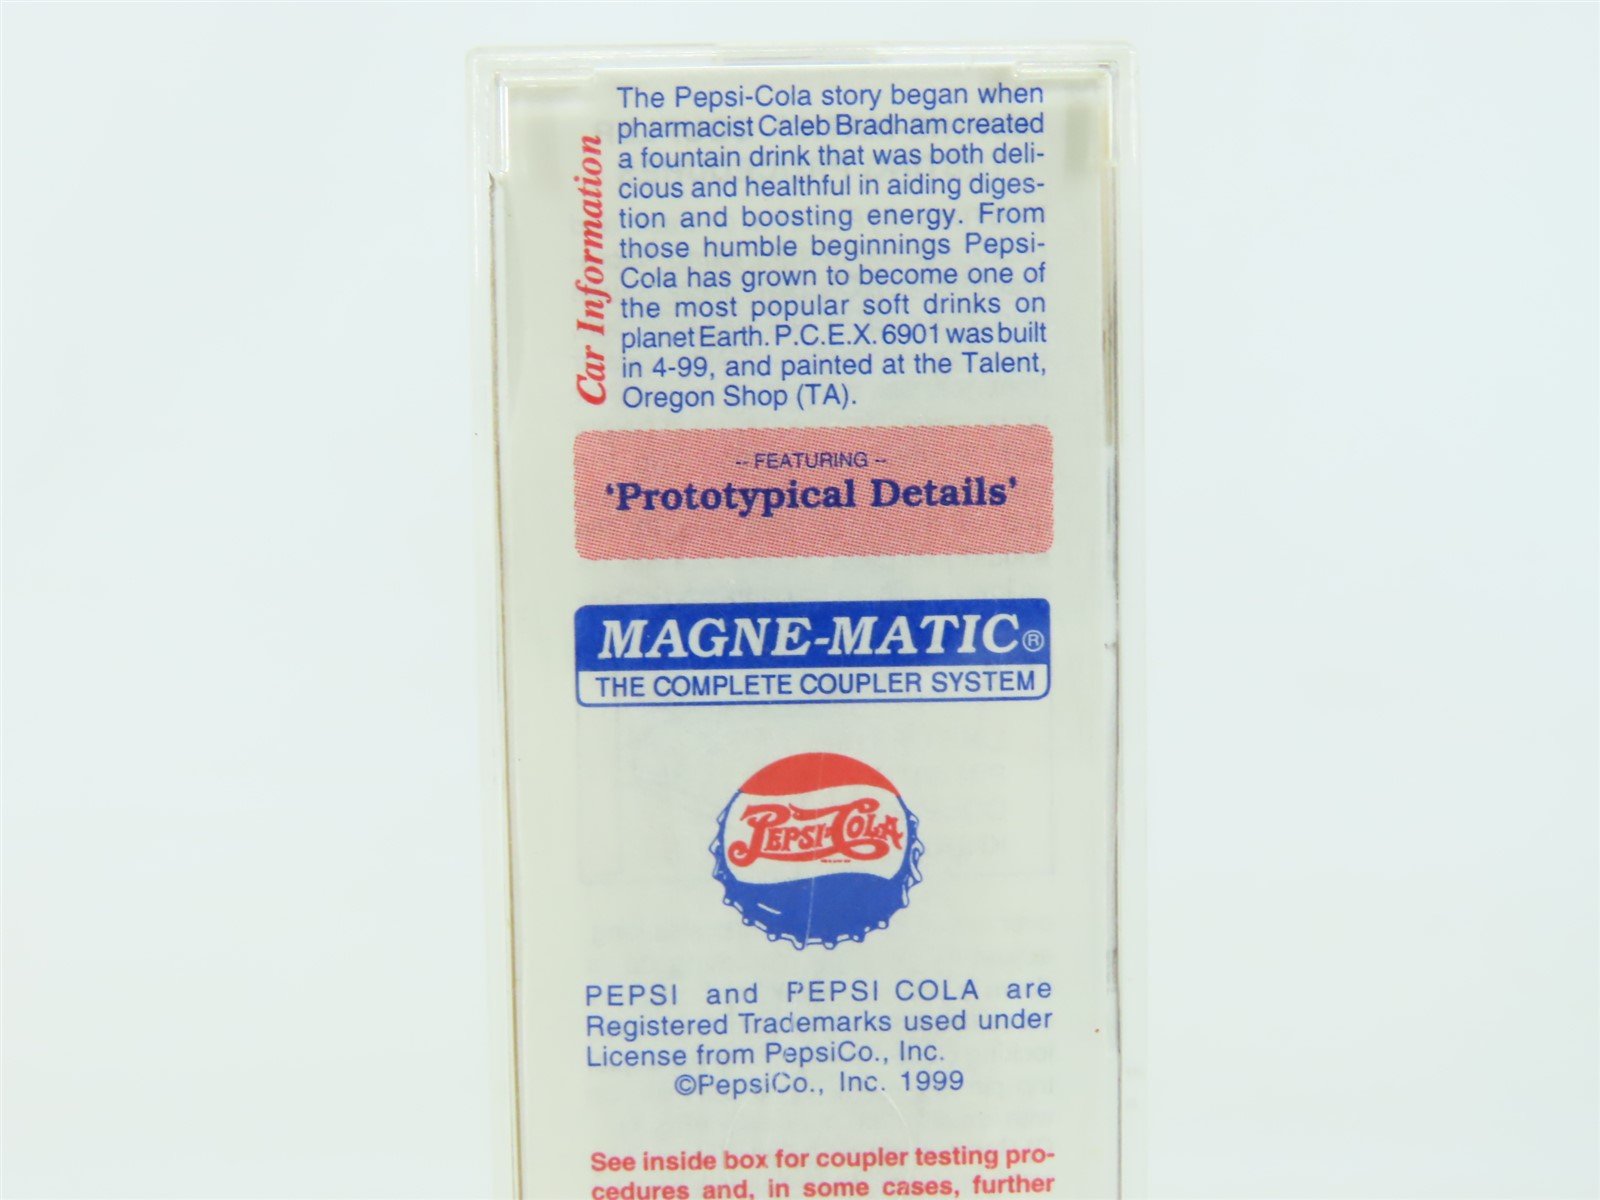 Car Information
The Pepsi-Cola story began when
pharmacist Caleb Bradham created
a fountain drink that was both deli-
cious and healthful in aiding diges-
tion and boosting energy. From
those humble beginnings Pepsi-
Cola has grown to become one of
the most popular soft drinks on
planet Earth. P.C.E.X. 6901 was built
in 4-99, and painted at the Talent,
Oregon Shop (TA).
-- FEATURING --
'Prototypical Details'
MAGNE-MATIC®
THE COMPLETE COUPLER SYSTEM
PEPSI-COLA
PEPSI and PEPSI COLA are
Registered Trademarks used under
License from PepsiCo., Inc.
©PepsiCo., Inc. 1999
See inside box for coupler testing pro-
cedures and, in some cases, further